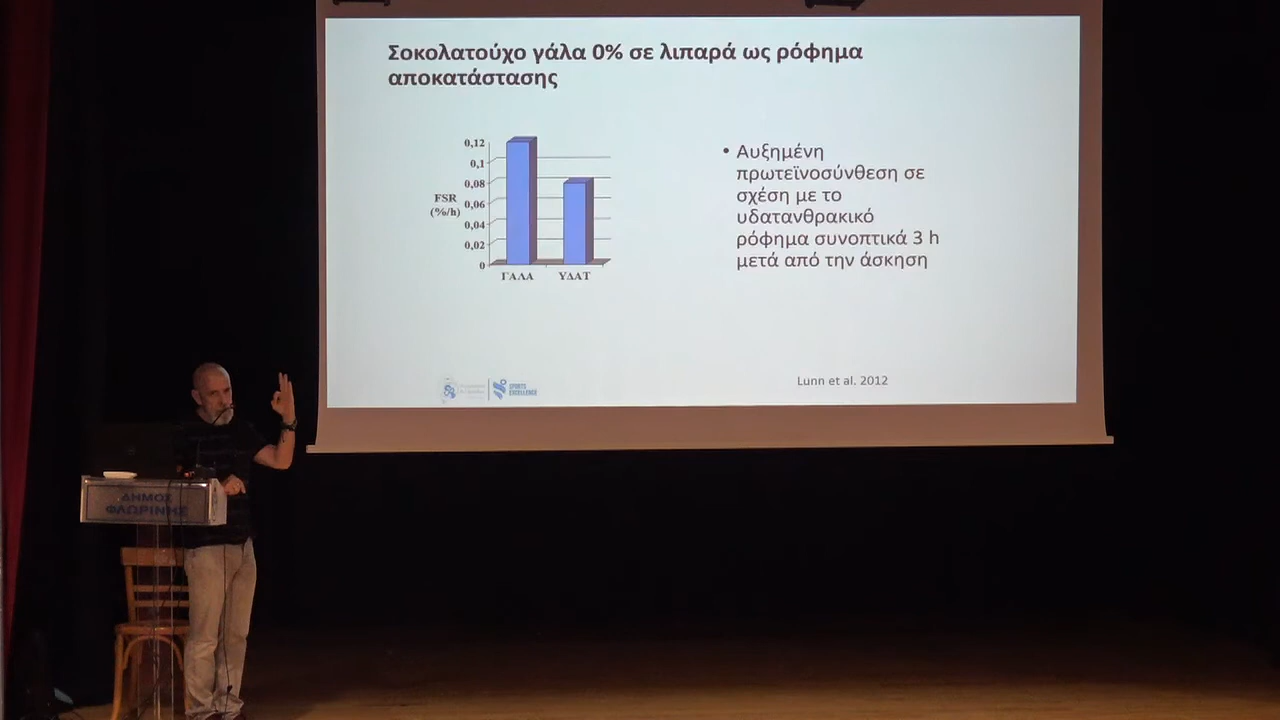 Σοκολατούχο γάλα 0% σε λιπαρά ως ρόφημα
αποκατάστασης
0,12
0,1
0,08
0,06
0,04
0,02
0
FSR
(%/h)
ΓΑΛΑ ΥΔΑΤ
• Αυξημένη
πρωτεϊνοσύνθεση σε
σχέση με το
υδατανθρακικό
ρόφημα συνοπτικά 3 h
μετά από την άσκηση
SPORTS
EXCELLENCE
Lunn et al. 2012
ΔΗΜΟΣ
ΦΛΩΡΙΝΗΣ